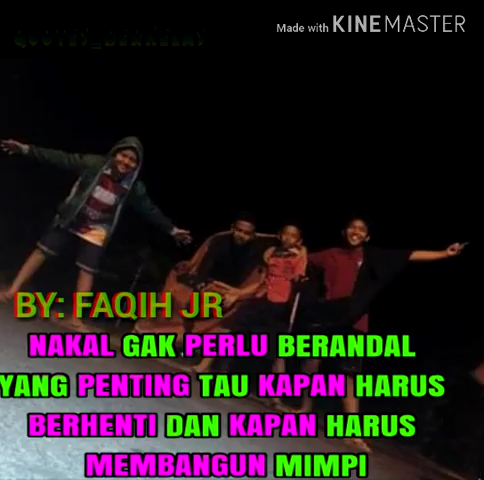 Made with KINEMASTER
BY: FAQIH JR
NAKAL GAK PERLU BERANDAL
YANG PENTING TAU KAPAN HARUS
BERHENTI DAN KAPAN HARUS
MEMBANGUN MIMPI